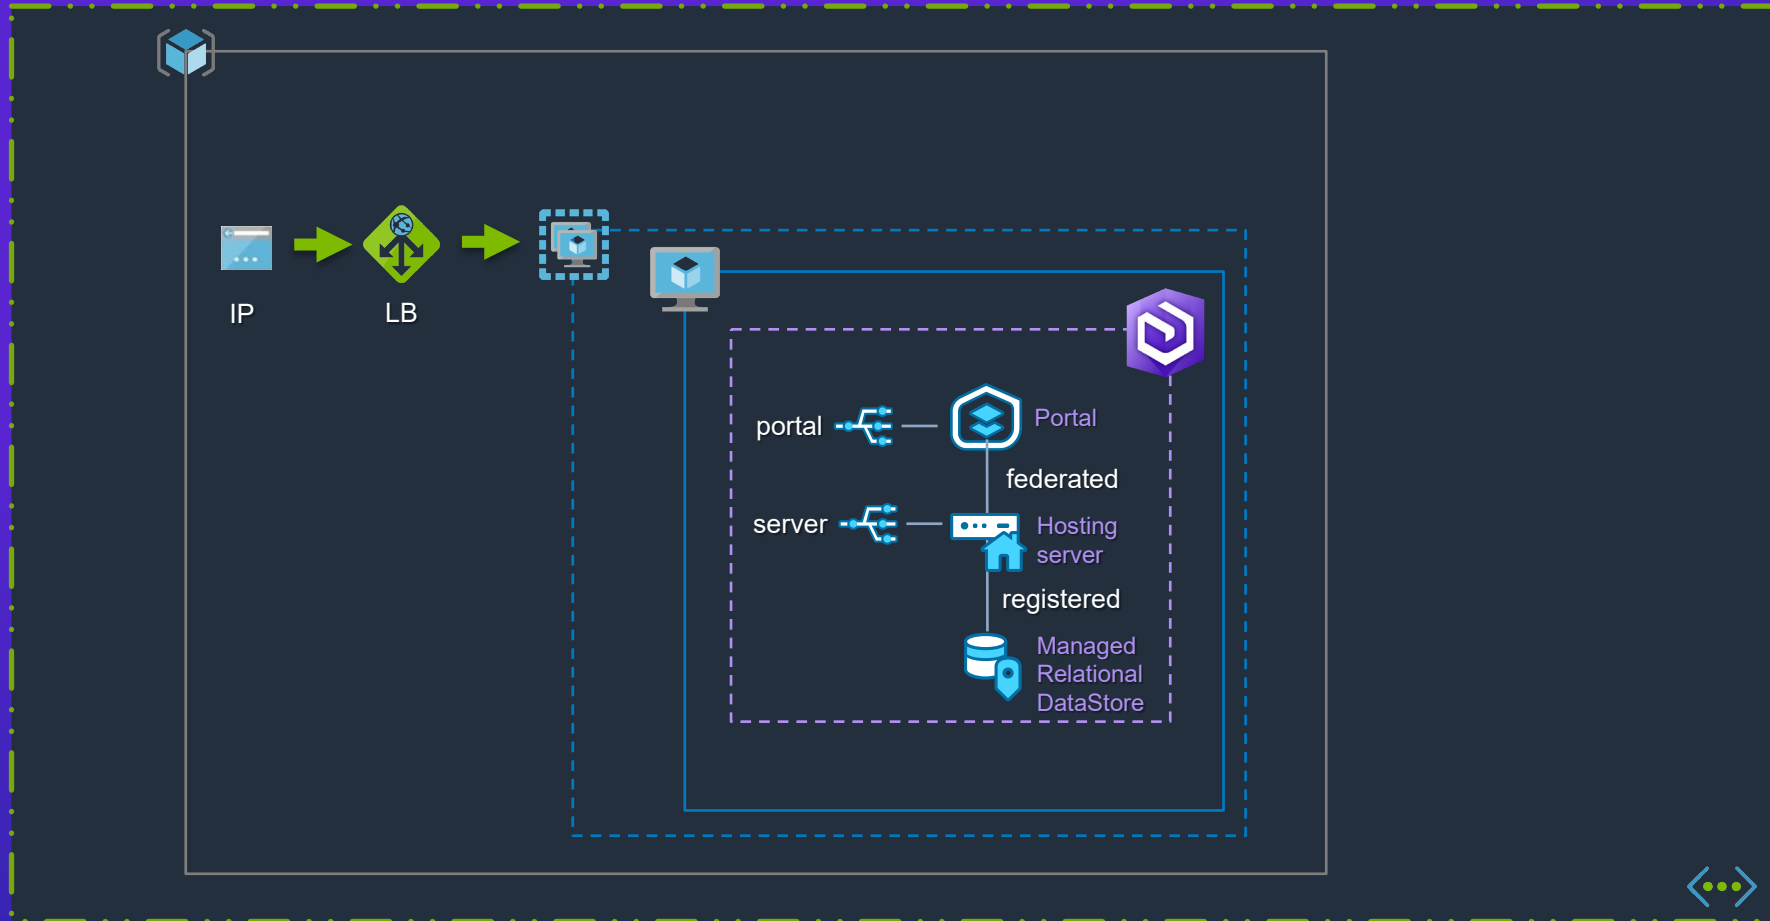 IP
LB
portal
Portal
federated
server
Hosting
server
registered
Managed
Relational
DataStore